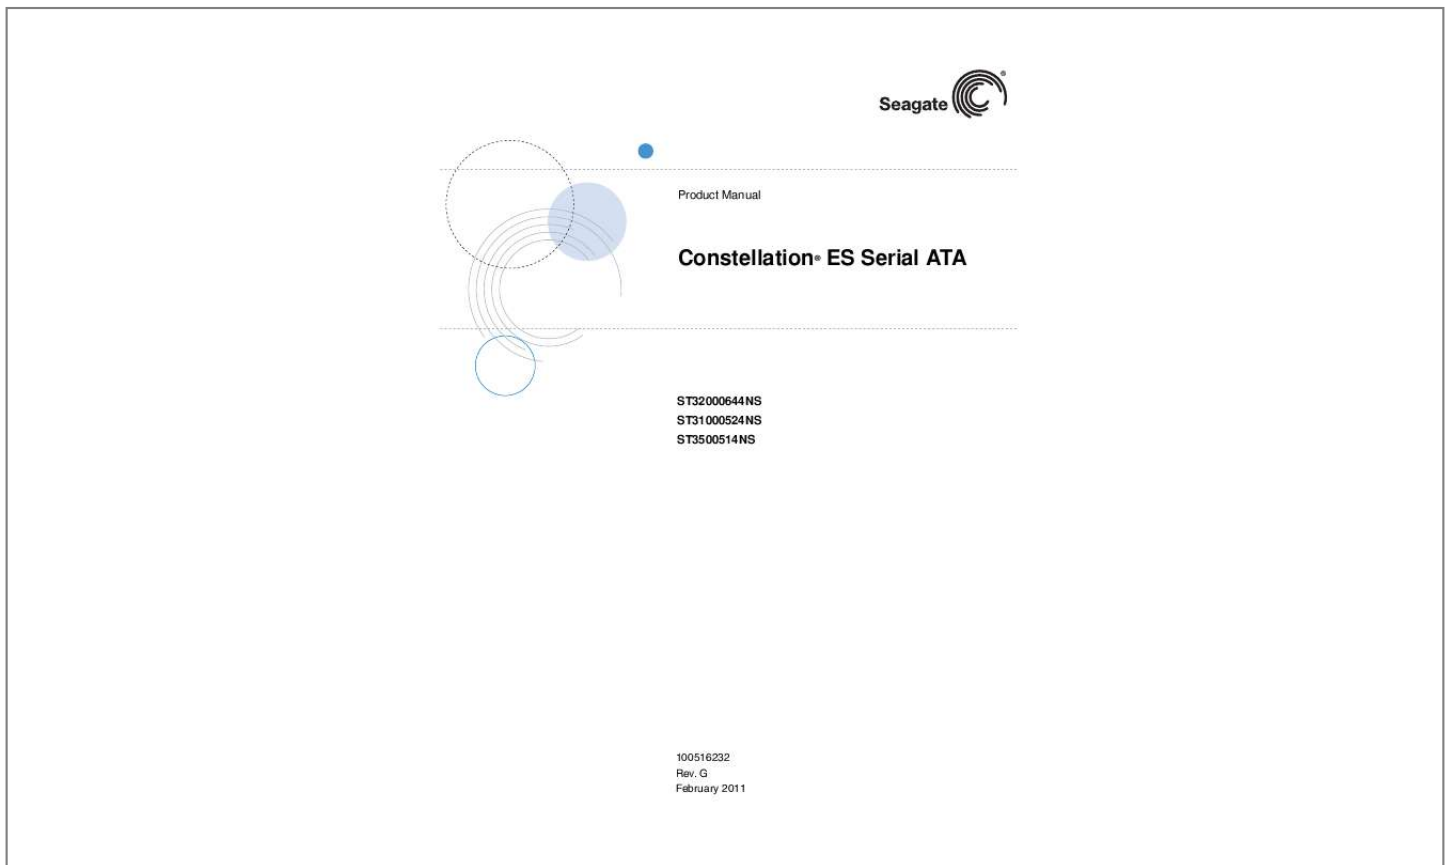 Seagate®
Product Manual
Constellation® ES Serial ATA
ST32000644NS
ST31000524NS
ST3500514NS
100516232
Rev. G
February 2011